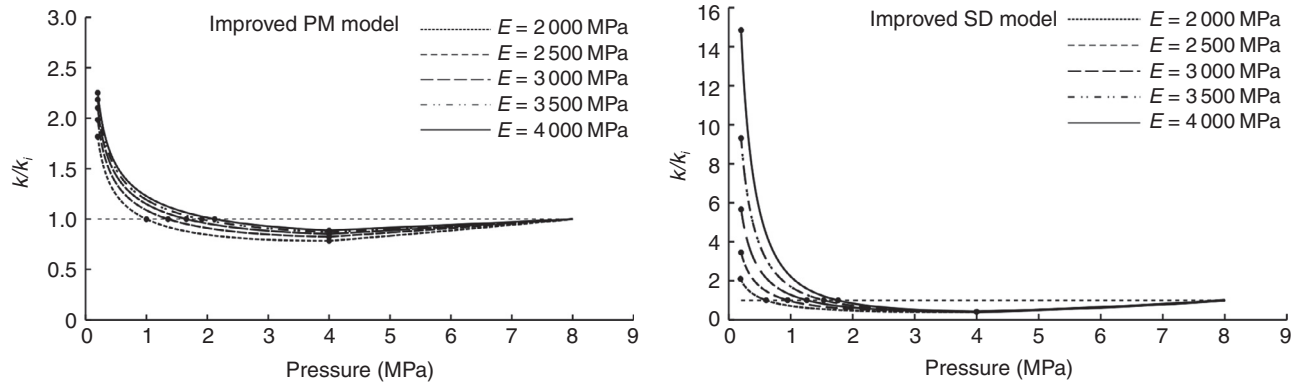 Improved PM model
E = 2 000 MPa
E = 2 500 MPa
E = 3 000 MPa
E = 3 500 MPa
E = 4 000 MPa
3.0
2.5
2.0
1.5
1.0
0.5
0
k/ki
0 1 2 3 4 5 6 7 8 9
Pressure (MPa)
Improved SD model
E = 2 000 MPa
E = 2 500 MPa
E = 3 000 MPa
E = 3 500 MPa
E = 4 000 MPa
16
14
12
10
8
6
4
2
0
k/ki
0 1 2 3 4 5 6 7 8 9
Pressure (MPa)